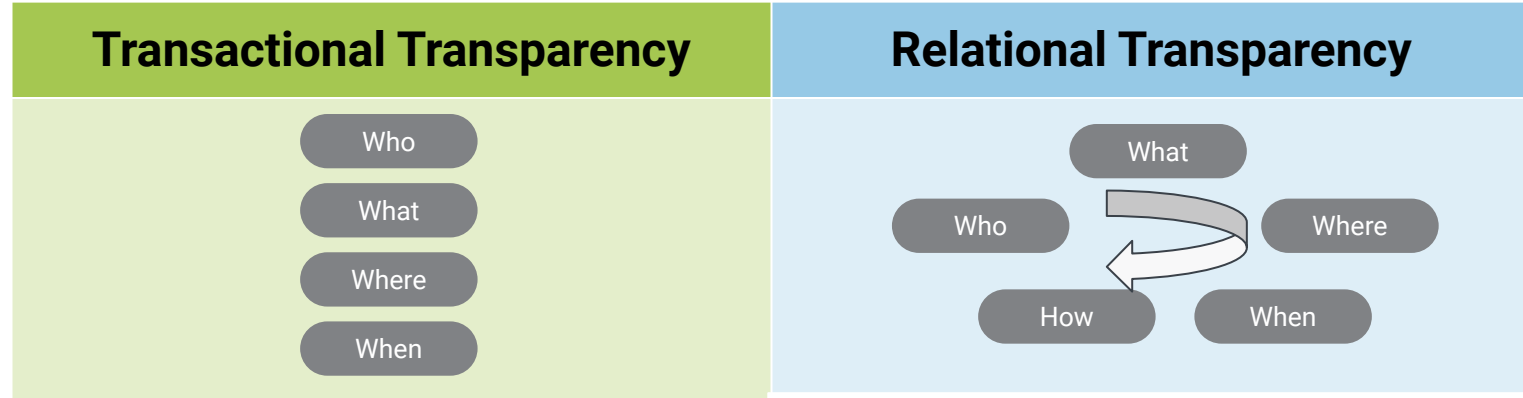 Transactional Transparency
Who
What
Where
When
Relational Transparency
What
Who
Where
How
When